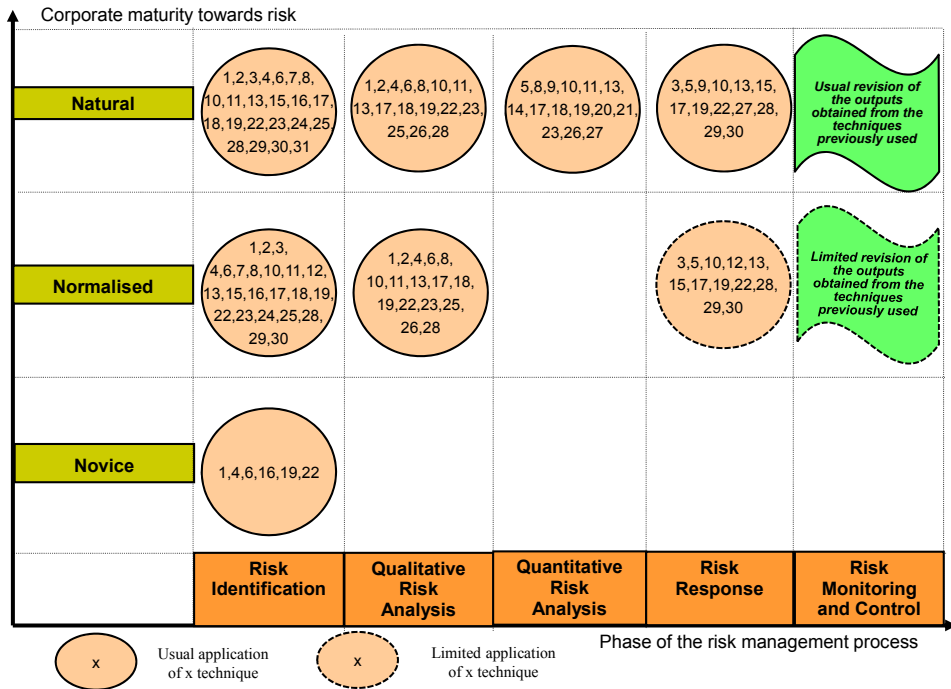 Corporate maturity towards risk
Natural
1,2,3,4,6,7,8,
10,11,13,15,16,17,
18,19,22,23,24,25,
28,29,30,31
1,2,4,6,8,10,11,
13,17,18,19,22,23,
25,26,28
5,8,9,10,11,13,
14,17,18,19,20,21,
23,26,27
3,5,9,10,13,15,
17,19,22,27,28,
29,30
Usual revision of
the outputs
obtained from the
techniques
previously used
Normalised
1,2,3,
4,6,7,8,10,11,12,
13,15,16,17,18,19,
22,23,24,25,28,
29,30
1,2,4,6,8,
10,11,13,17,18,
19,22,23,25,
26,28
3,5,10,12,13,
15,17,19,22,28,
29,30
Limited revision of
the outputs
obtained from the
techniques
previously used
Novice
1,4,6,16,19,22
Risk
Identification
Qualitative
Risk
Analysis
Quantitative
Risk
Analysis
Risk
Response
Risk
Monitoring
and Control
Phase of the risk management process
x
Usual application
of x technique
x
Limited application
of x technique